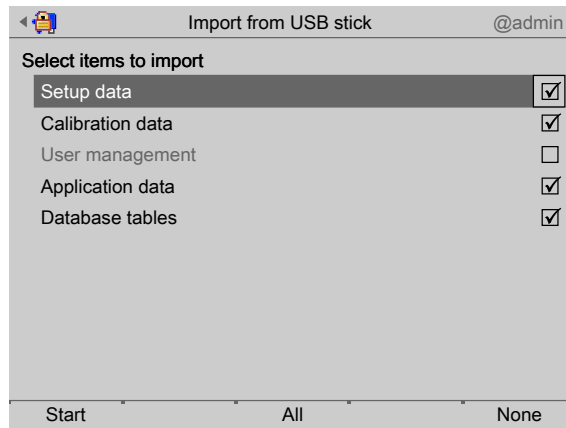 Import from USB stick @admin
Select items to import
Setup data
Calibration data
User management
Application data
Database tables
Start All None